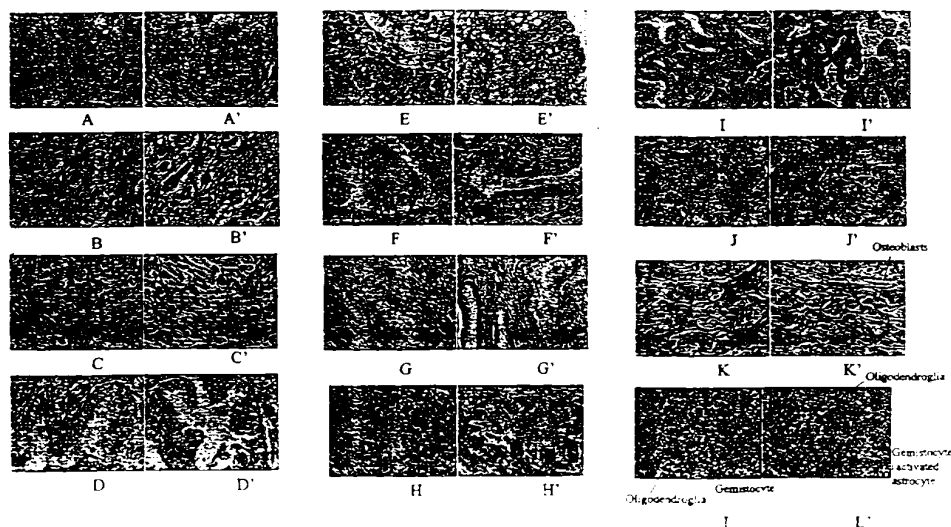 A A' E E' I I'
B B' F F' J J'
Osteoblasts
C C' G G' K K'
Oligodendroglia
D D' H H'
Gemistocyte
activated
astrocyte
Gemistocyte
Oligodendroglia
L'